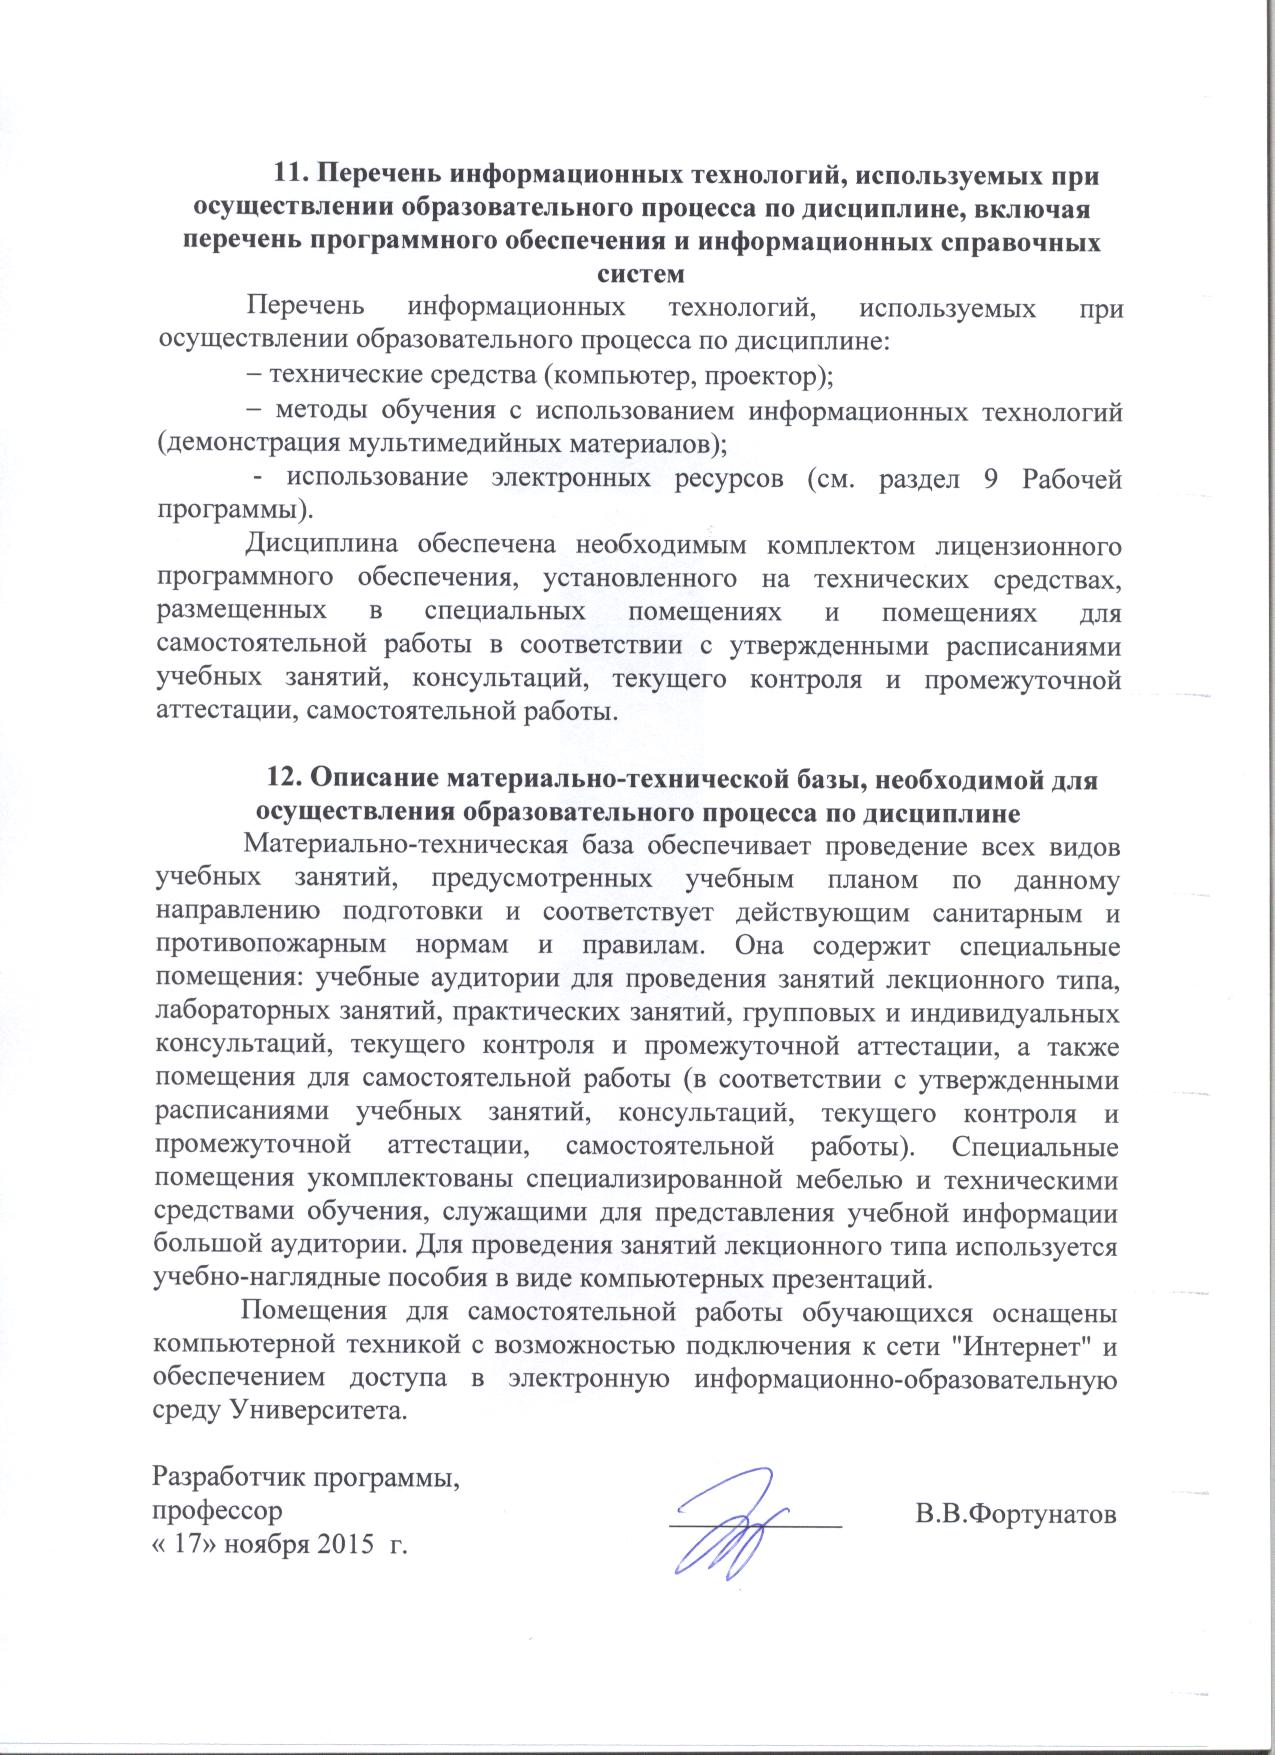 11. Перечень информационных технологий, используемых при
осуществлении образовательного процесса по дисциплине, включая
перечень программного обеспечения и информационных справочных
систем
Перечень информационных технологий, используемых при
осуществлении образовательного процесса по дисциплине:
– технические средства (компьютер, проектор);
– методы обучения с использованием информационных технологий
(демонстрация мультимедийных материалов);
- использование электронных ресурсов (см. раздел 9 Рабочей
программы).
Дисциплина обеспечена необходимым комплектом лицензионного
программного обеспечения, установленного на технических средствах,
размещенных в специальных помещениях и помещениях для
самостоятельной работы в соответствии с утвержденными расписаниями
учебных занятий, консультаций, текущего контроля и промежуточной
аттестации, самостоятельной работы.
12. Описание материально-технической базы, необходимой для
осуществления образовательного процесса по дисциплине
Материально-техническая база обеспечивает проведение всех видов
учебных занятий, предусмотренных учебным планом по данному
направлению подготовки и соответствует действующим санитарным и
противопожарным нормам и правилам. Она содержит специальные
помещения: учебные аудитории для проведения занятий лекционного типа,
лабораторных занятий, практических занятий, групповых и индивидуальных
консультаций, текущего контроля и промежуточной аттестации, а также
помещения для самостоятельной работы (в соответствии с утвержденными
расписаниями учебных занятий, консультаций, текущего контроля и
промежуточной аттестации, самостоятельной работы). Специальные
помещения укомплектованы специализированной мебелью и техническими
средствами обучения, служащими для представления учебной информации
большой аудитории. Для проведения занятий лекционного типа используется
учебно-наглядные пособия в виде компьютерных презентаций.
Помещения для самостоятельной работы обучающихся оснащены
компьютерной техникой с возможностью подключения к сети "Интернет" и
обеспечением доступа в электронную информационно-образовательную
среду Университета.
Разработчик программы,
профессор В.В.Фортунатов
« 17» ноября 2015 г.